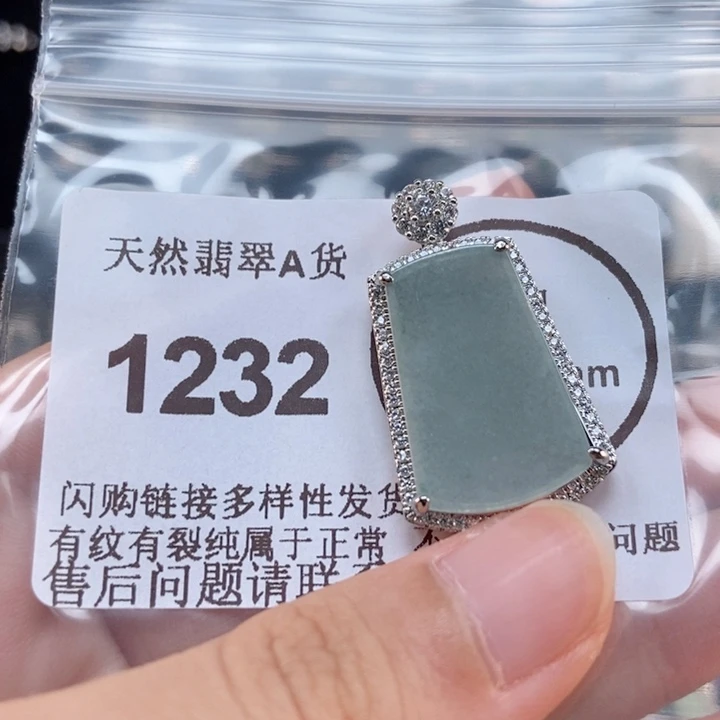 天然翡翠A货
1232
mm
闪购链接多样性发货
有纹有裂纯属于正常 问题
售后问题请联